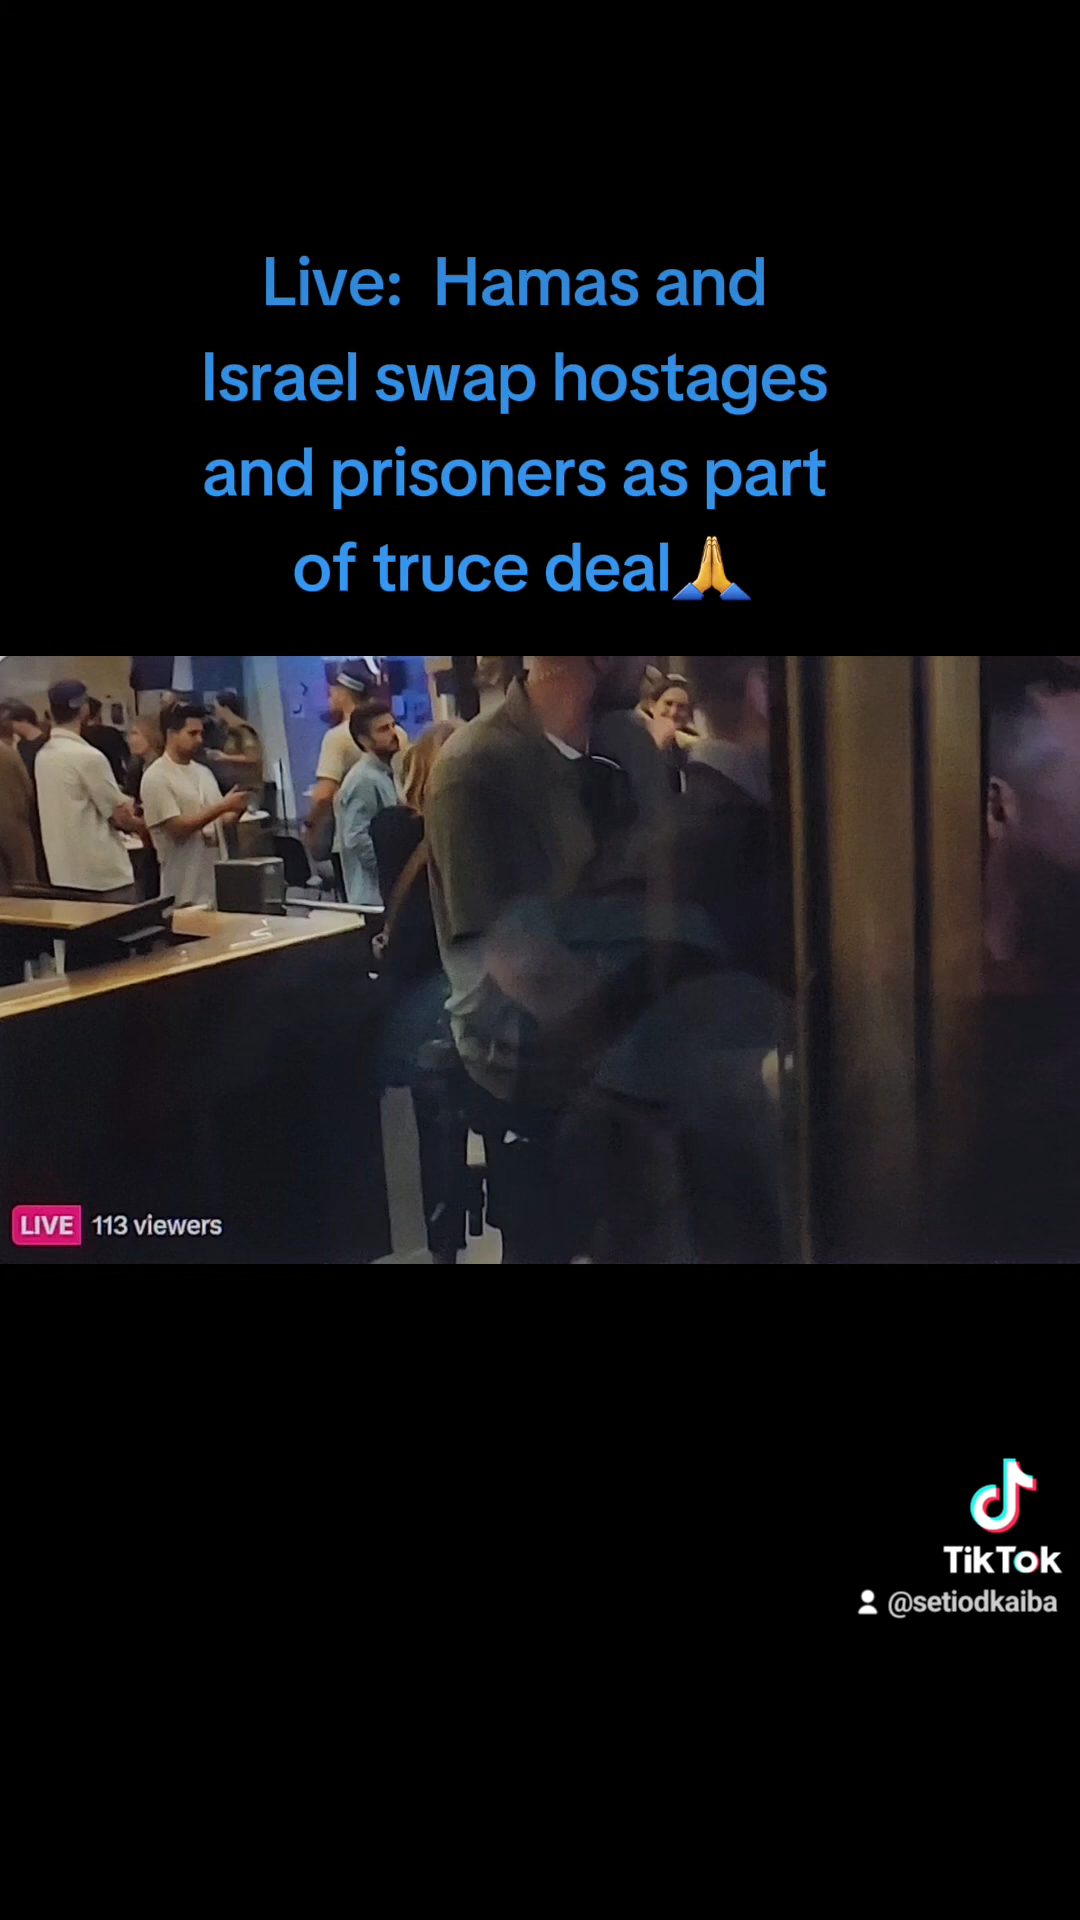 Live:  Hamas and
Israel swap hostages
and prisoners as part
of truce deal🙏
LIVE 113 viewers
TikTok
@setiodkaiba